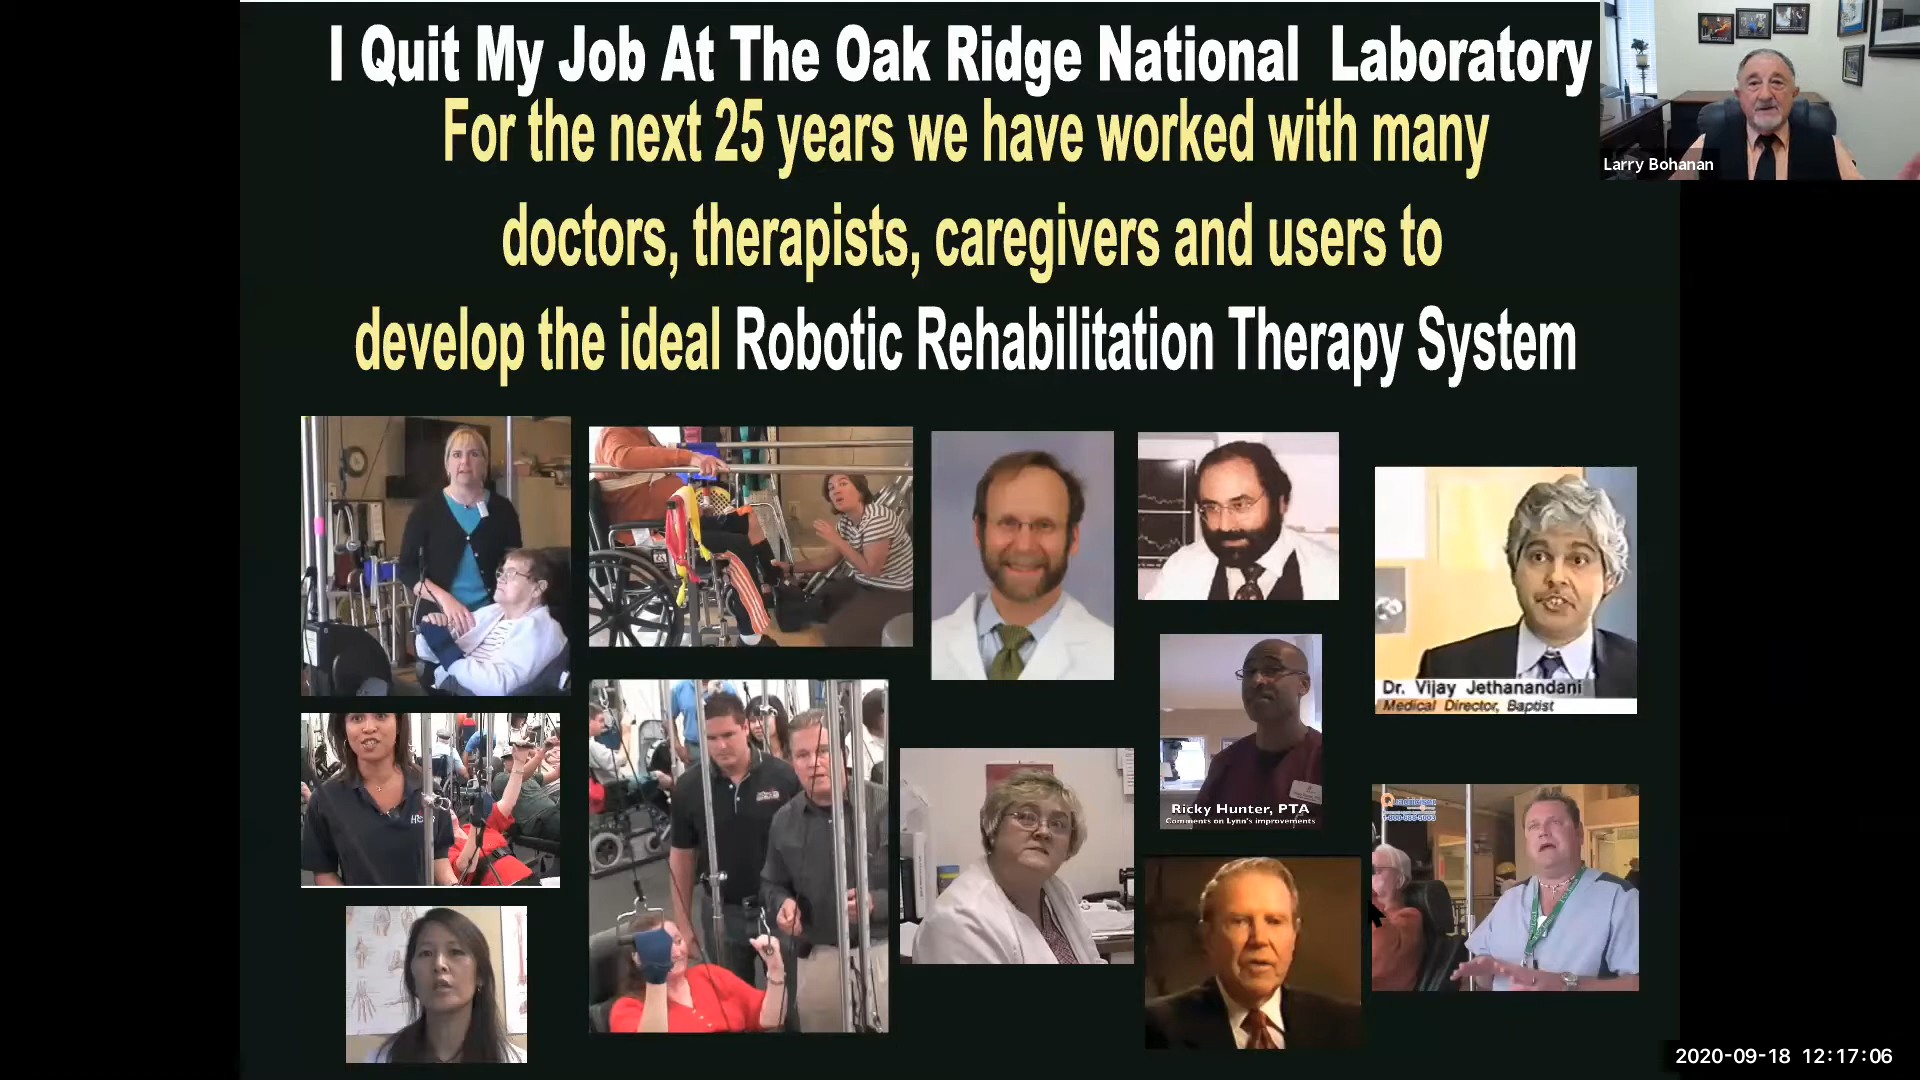 I Quit My Job At The Oak Ridge National Laboratory
For the next 25 years we have worked with many
doctors, therapists, caregivers and users to
develop the ideal Robotic Rehabilitation Therapy System
Larry Bohanan
Dr. Vijay Jethanandani
Medical Director, Baptist
Ricky Hunter, PTA
Comments on Lynn's improvements
2020-09-18 12:17:06